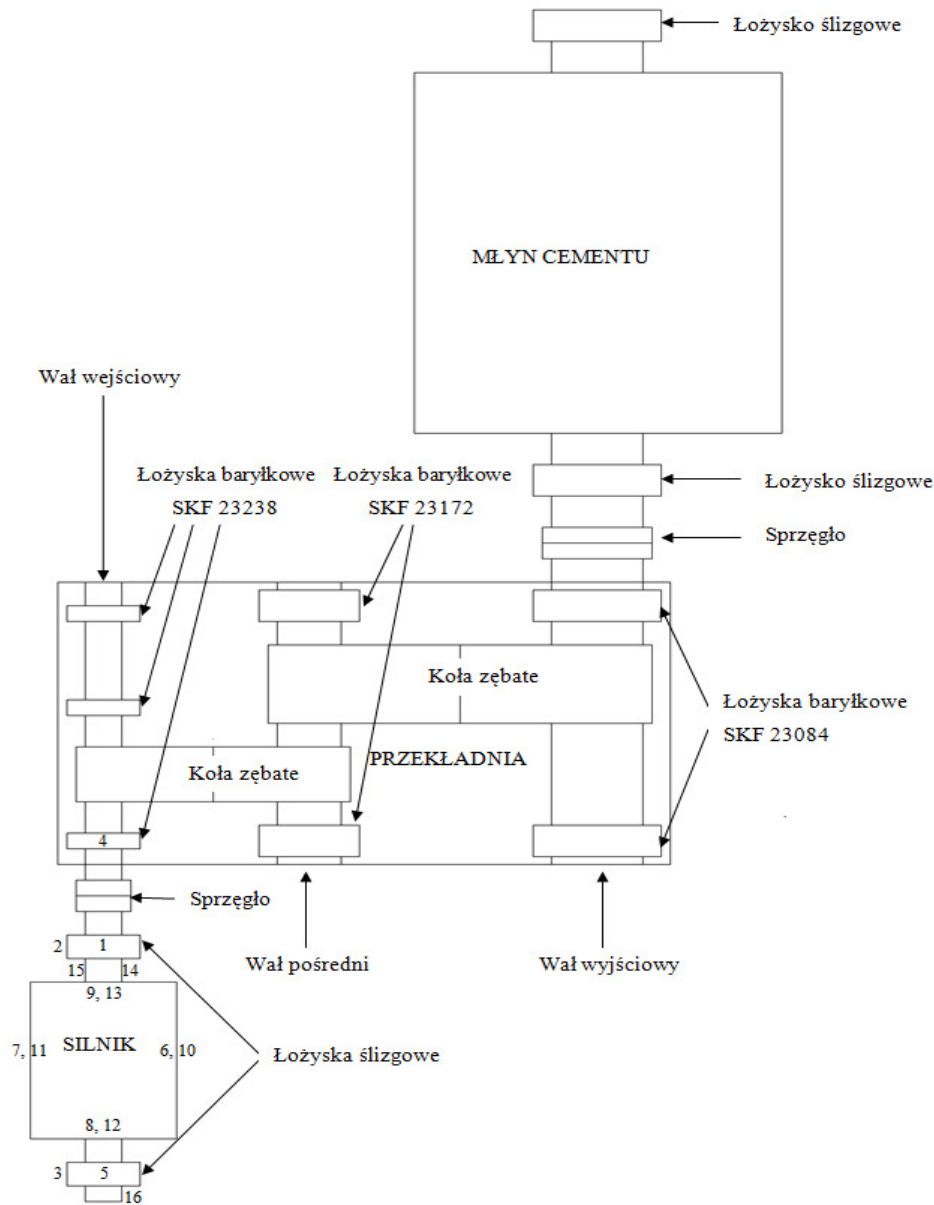 Łożysko ślizgowe
MŁYN CEMENTU
Wał wejściowy
Łożyska baryłkowe
SKF 23238
Łożyska baryłkowe
SKF 23172
Łożysko ślizgowe
Sprzęgło
Koła zębate
Łożyska baryłkowe
SKF 23084
PRZEKŁADNIA
Koła zębate
4
Sprzęgło
2
1
Wał pośredni
Wał wyjściowy
15
14
9, 13
7, 11
SILNIK
6, 10
Łożyska ślizgowe
8, 12
3
5
16